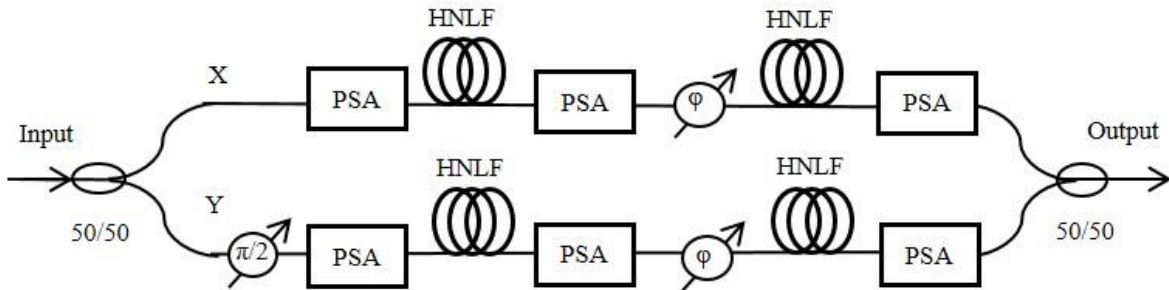 HNLF
HNLF
X
PSA
PSA
φ
PSA
Input
Output
HNLF
HNLF
Y
50/50
50/50
π/2
PSA
PSA
φ
PSA